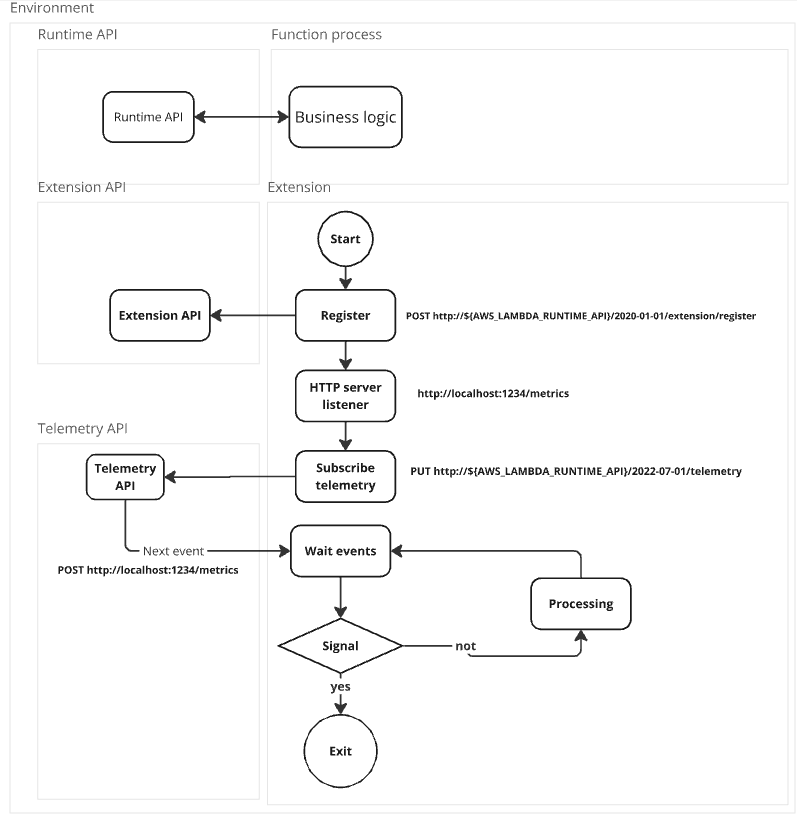 Environment
Runtime API
Function process
Runtime API
Business logic
Extension API
Extension
Start
Extension API
Register
POST http://${AWS_LAMBDA_RUNTIME_API}/2020-01-01/extension/register
HTTP server
listener
http://localhost:1234/metrics
Telemetry API
Telemetry
API
Subscribe
telemetry
PUT http://${AWS_LAMBDA_RUNTIME_API}/2022-07-01/telemetry
Next event
Wait events
POST http://localhost:1234/metrics
Processing
Signal
not
yes
Exit